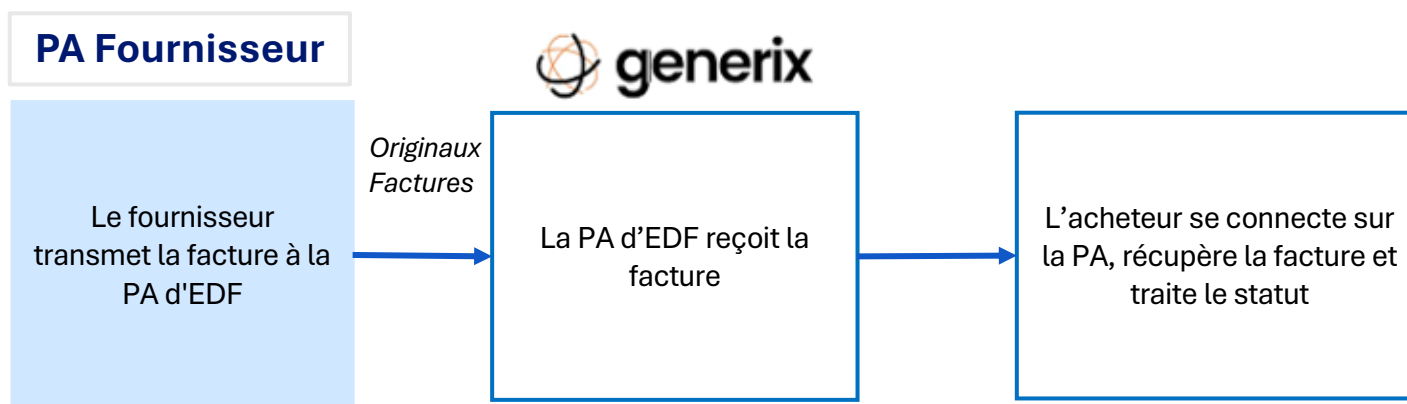 PA Fournisseur
generix
Le fournisseur
transmet la facture à la
PA d'EDF
Originaux
Factures
La PA d’EDF reçoit la
facture
L’acheteur se connecte sur
la PA, récupère la facture et
traite le statut